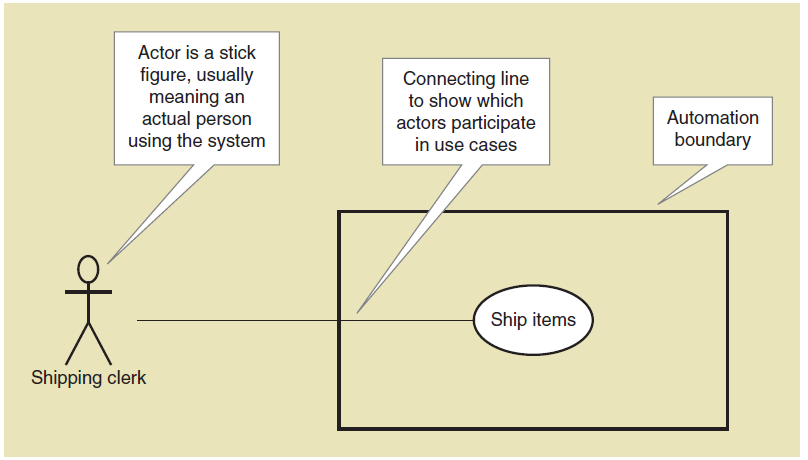 Actor is a stick
figure, usually
meaning an
actual person
using the system
Connecting line
to show which
actors participate
in use cases
Automation
boundary
Ship items
Shipping clerk